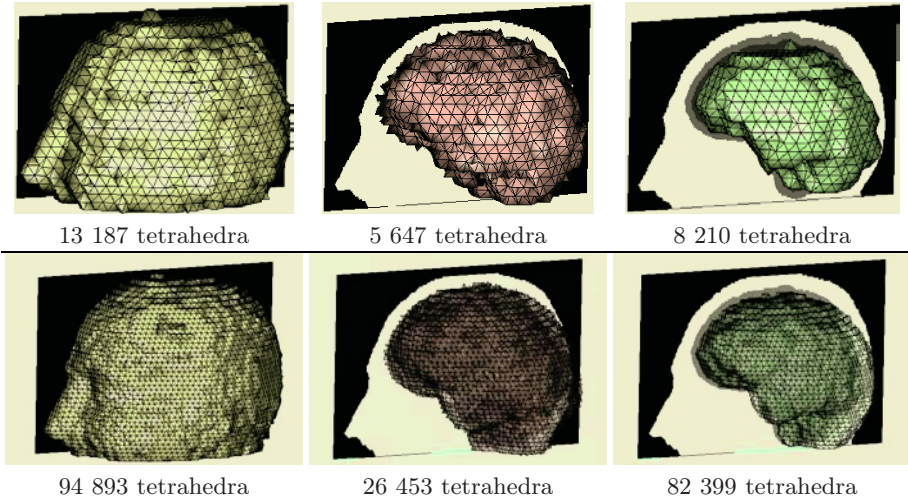 13 187 tetrahedra
5 647 tetrahedra
8 210 tetrahedra
94 893 tetrahedra
26 453 tetrahedra
82 399 tetrahedra